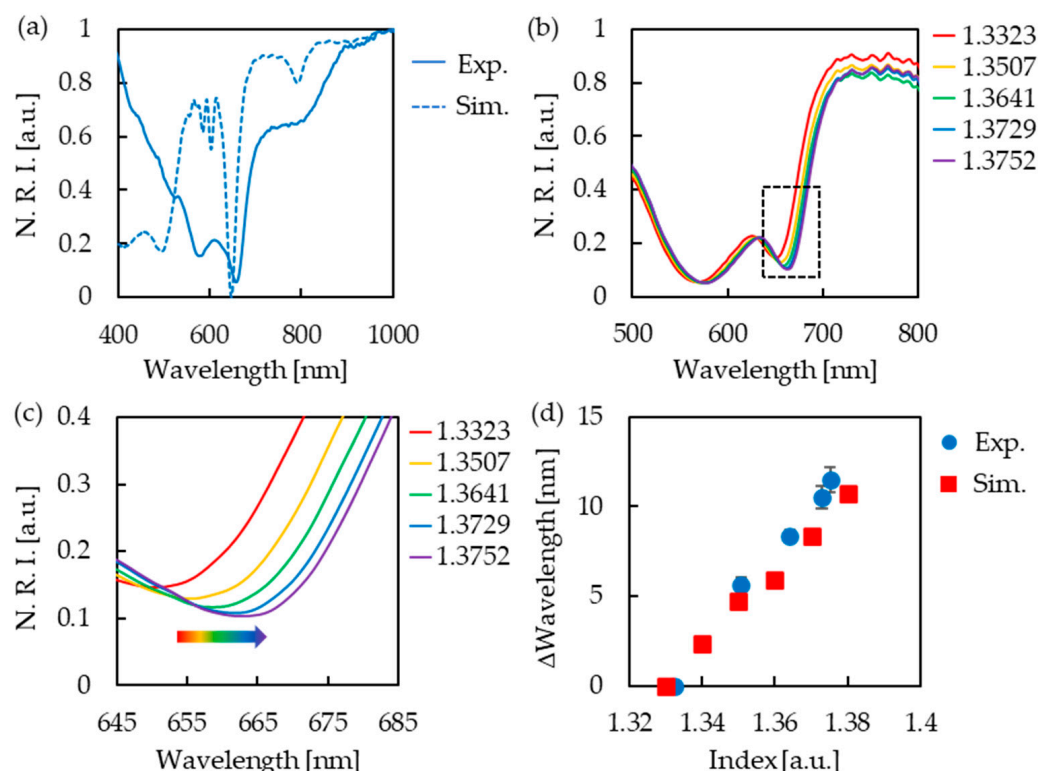 (a)
1
0.8
0.6
0.4
0.2
0
N. R. I. [a.u.]
400 600 800 1000
Wavelength [nm]
Exp.
Sim.
(b)
1
0.8
0.6
0.4
0.2
0
N. R. I. [a.u.]
500 600 700 800
Wavelength [nm]
1.3323
1.3507
1.3641
1.3729
1.3752
(c)
0.4
0.3
0.2
0.1
0
N. R. I. [a.u.]
645 655 665 675 685
Wavelength [nm]
1.3323
1.3507
1.3641
1.3729
1.3752
(d)
15
10
5
0
ΔWavelength [nm]
1.32 1.34 1.36 1.38 1.4
Index [a.u.]
Exp.
Sim.